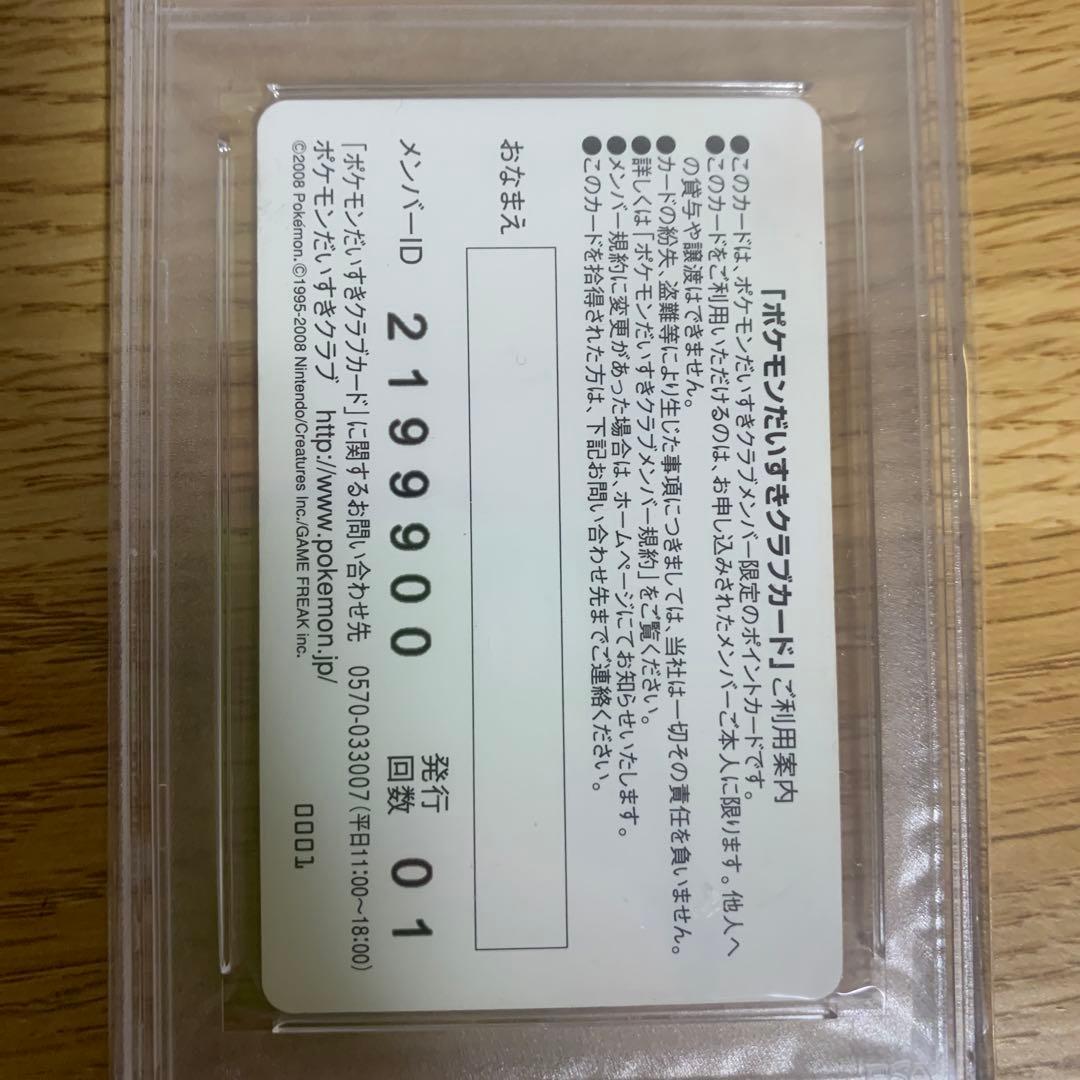 「ポケモンだいすきクラブカード」ご利用案内
●このカードは、ポケモンだいすきクラブメンバー限定のポイントカードです。
●このカードをご利用いただけるのは、お申し込みされたメンバーご本人に限ります。他人へ
の貸与や譲渡はできません。
●カードの紛失、盗難等により生じた事項につきましては、当社は一切その責任を負いません。
●詳しくは「ポケモンだいすきクラブメンバー規約」をご覧ください。
●メンバー規約に変更があった場合は、ホームページにてお知らせいたします。
●このカードを拾得された方は、下記お問い合わせ先までご連絡ください。
おなまえ
メンバーID 2199900 発行回数 01
「ポケモンだいすきクラブカード」に関するお問い合わせ先 0570-033007(平日11:00〜18:00)
ポケモンだいすきクラブ http://www.pokemon.jp/
©2008 Pokémon. ©1995-2008 Nintendo/Creatures Inc./GAME FREAK inc.
0001